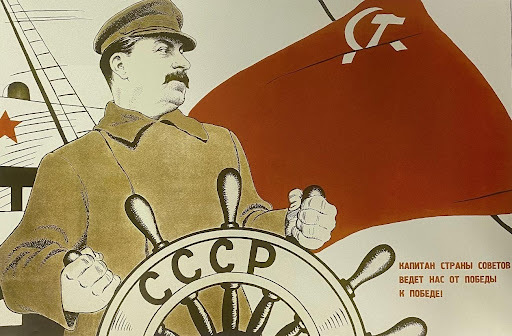 СССР
КАПИТАН СТРАНЫ СОВЕТОВ
ВЕДЕТ НАС ОТ ПОБЕДЫ
К ПОБЕДЕ!